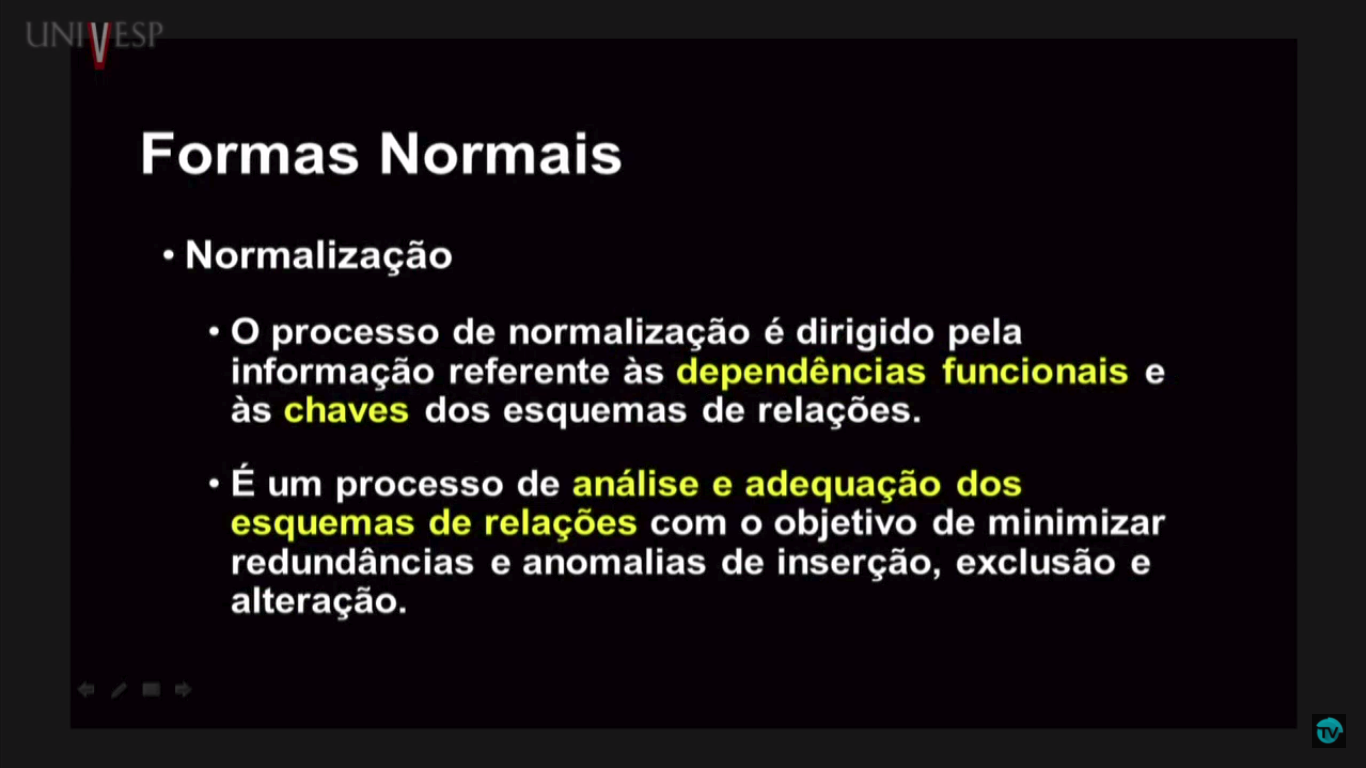 UNIVESP
Formas Normais
• Normalização
• O processo de normalização é dirigido pela
informação referente às dependências funcionais e
às chaves dos esquemas de relações.
• É um processo de análise e adequação dos
esquemas de relações com o objetivo de minimizar
redundâncias e anomalias de inserção, exclusão e
alteração.
TV